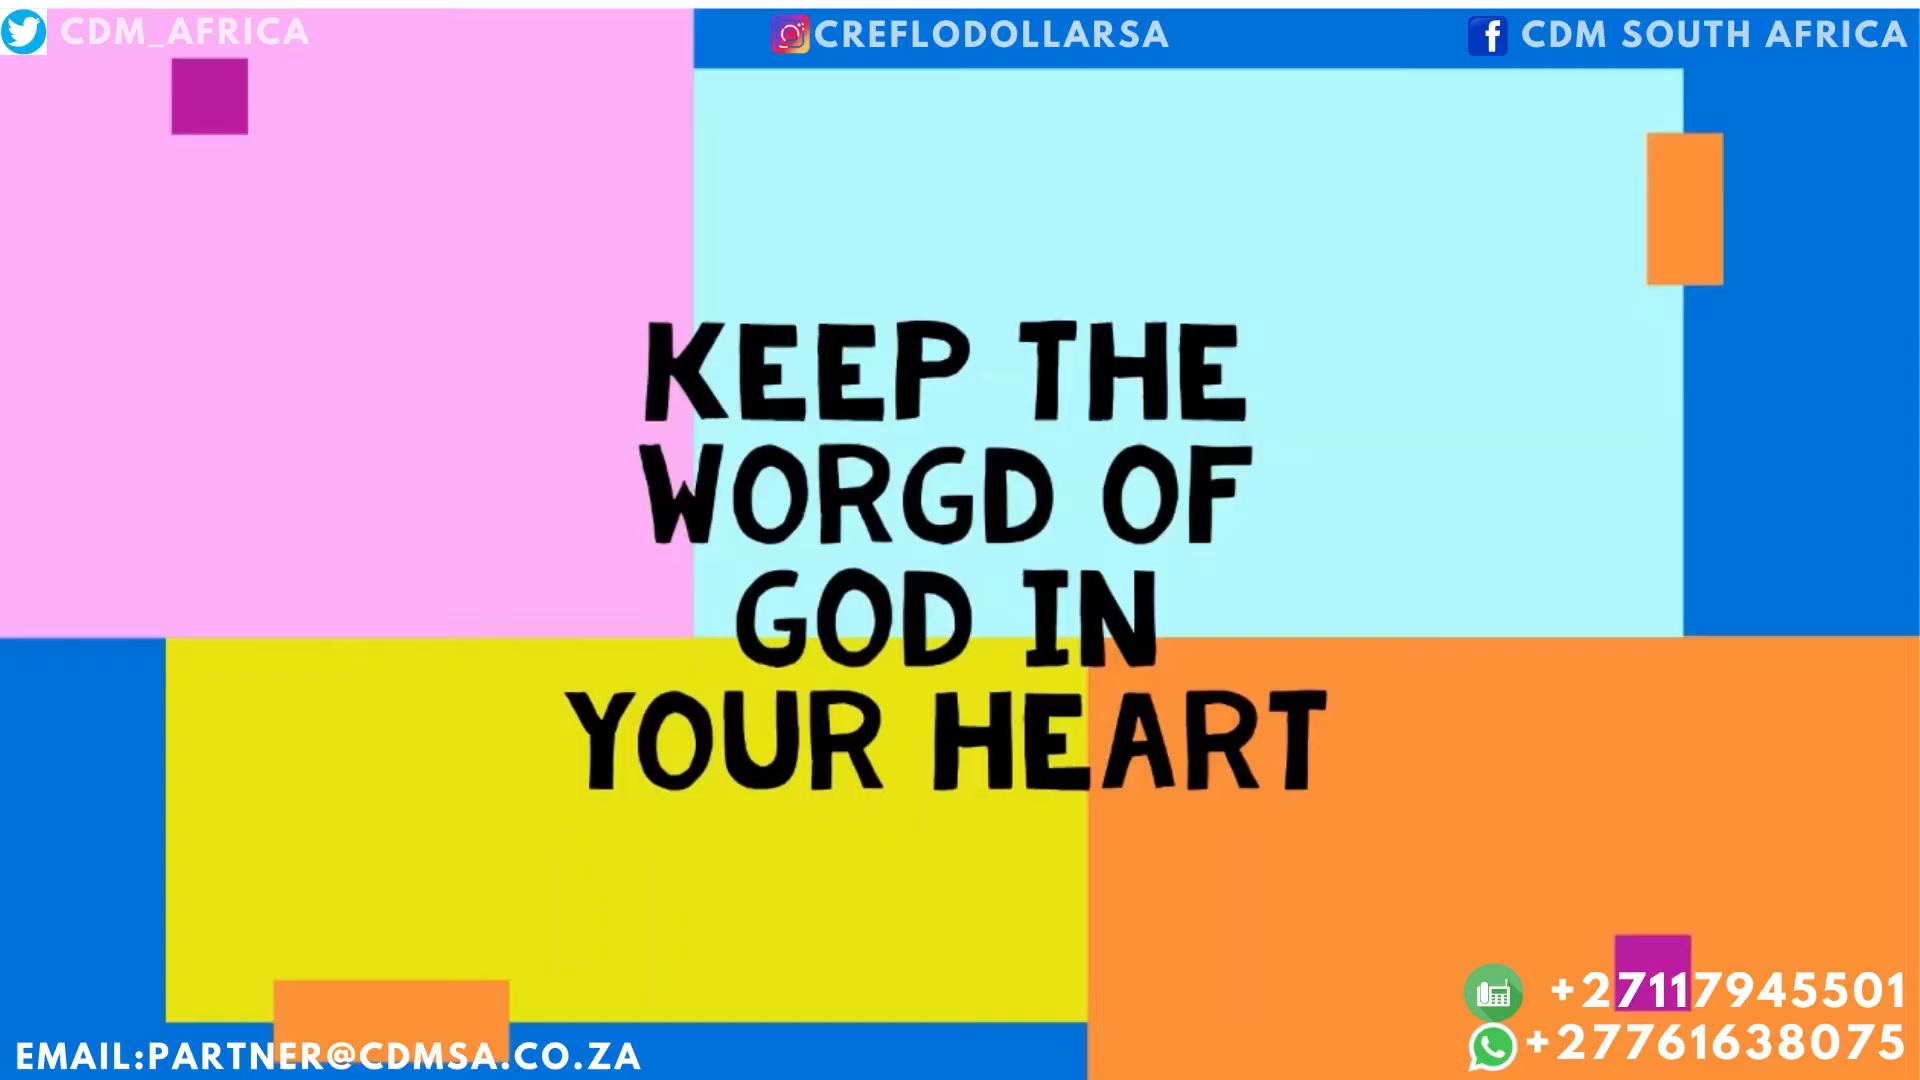 CDM_AFRICA
CREFLODOLLARSA
CDM SOUTH AFRICA
KEEP THE
WORGD OF
GOD IN
YOUR HEART
+27117945501
+27761638075
EMAIL:PARTNER@CDMSA.CO.ZA